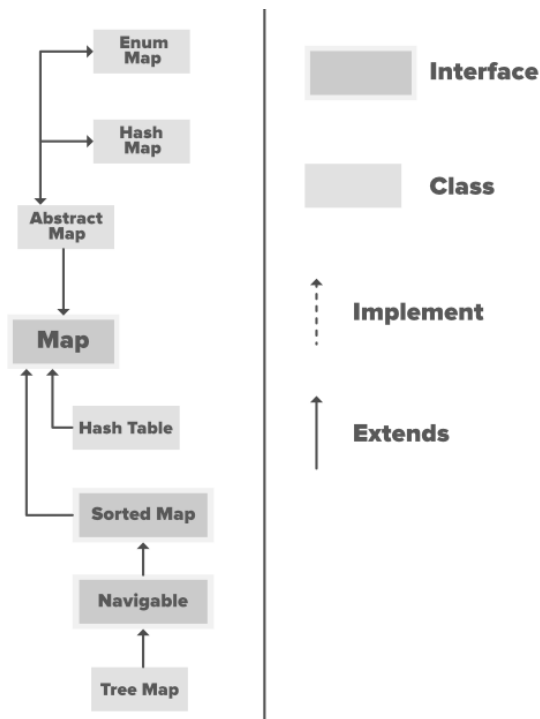 Enum
Map
Hash
Map
Abstract
Map
Map
Hash Table
Sorted Map
Navigable
Tree Map
Interface
Class
Implement
Extends